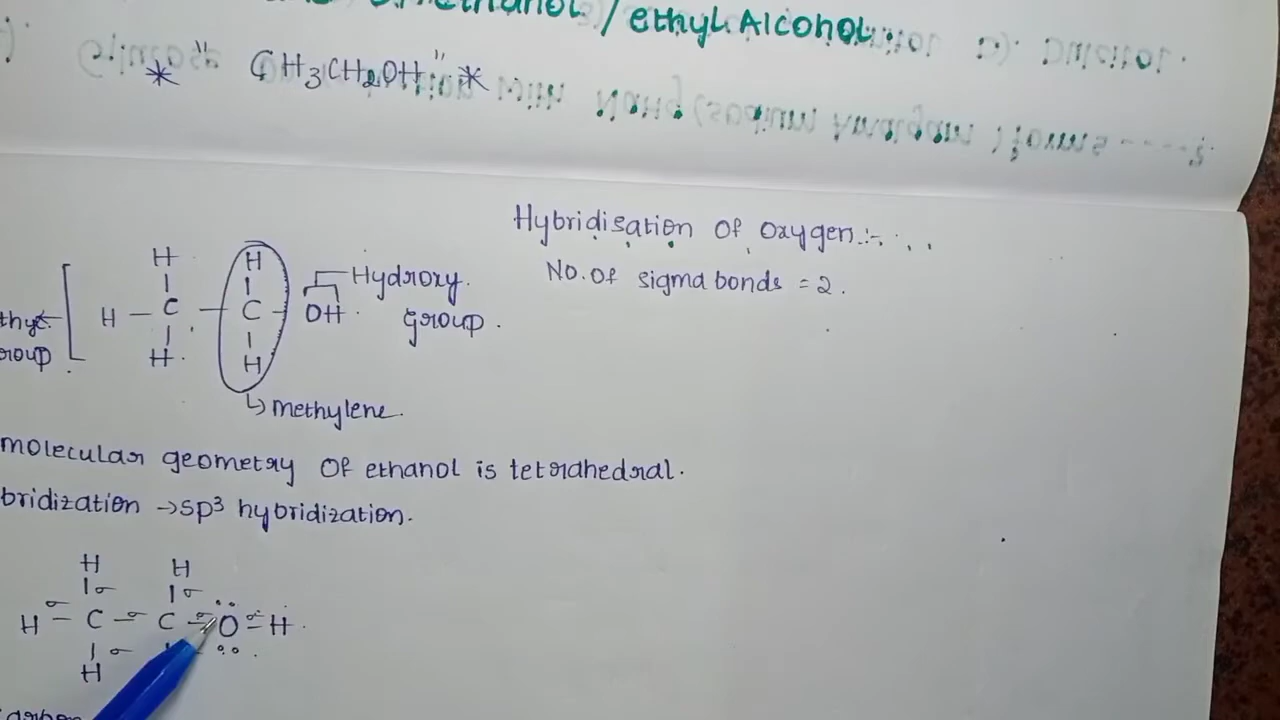 /ethyl Alcohol.
" CH3CH2OH "
Hybridisation of oxygen:-
No. of sigma bonds = 2.
H H
H - C - C - OH
H H
Hydroxy
group.
methylene.
molecular geometry of ethanol is tetrahedral.
bridization →sp³ hybridization.
H H
H - C - C - O - H
H